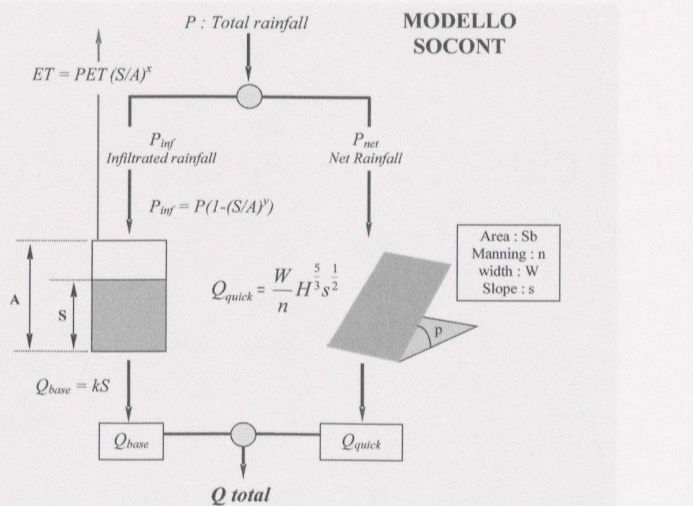 P : Total rainfall
MODELLO
SOCONT
ET = PET (S/A)^x
P_inf
Infiltrated rainfall
P_net
Net Rainfall
P_inf = P(1-(S/A)^y)
Area : Sb
Manning : n
width : W
Slope : s
A
S
Q_quick = W/n H^5/3 s^1/2
p
Q_base = kS
Q_base
Q_quick
Q total